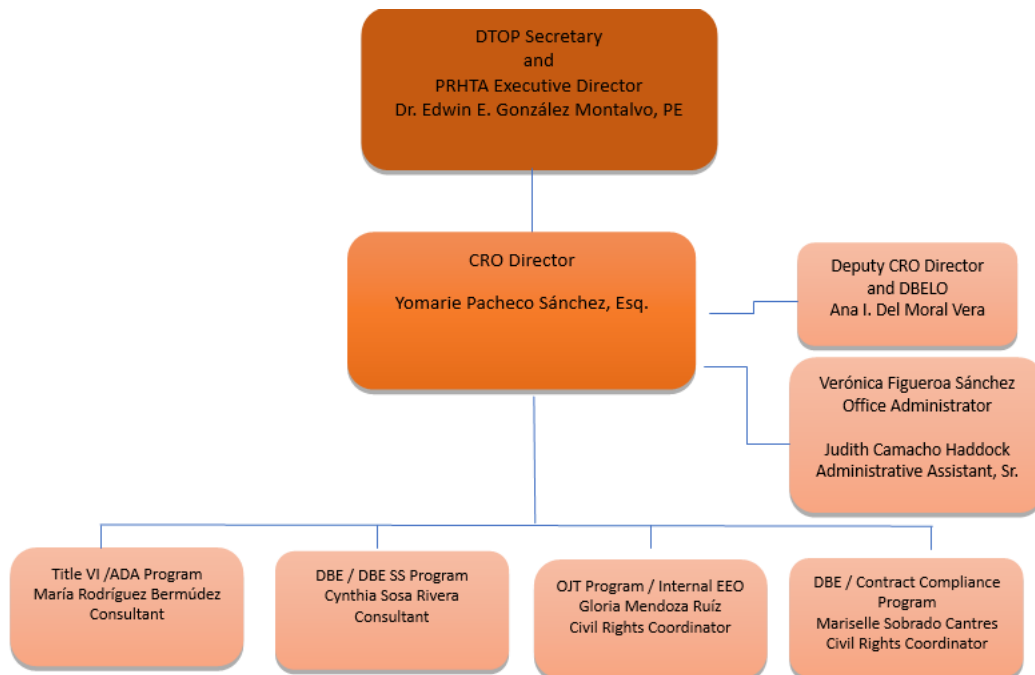 DTOP Secretary
and
PRHTA Executive Director
Dr. Edwin E. González Montalvo, PE
CRO Director
Yomarie Pacheco Sánchez, Esq.
Deputy CRO Director
and DBELO
Ana I. Del Moral Vera
Verónica Figueroa Sánchez
Office Administrator
Judith Camacho Haddock
Administrative Assistant, Sr.
Title VI /ADA Program
María Rodríguez Bermúdez
Consultant
DBE / DBE SS Program
Cynthia Sosa Rivera
Consultant
OJT Program / Internal EEO
Gloria Mendoza Ruíz
Civil Rights Coordinator
DBE / Contract Compliance
Program
Mariselle Sobrado Cantres
Civil Rights Coordinator